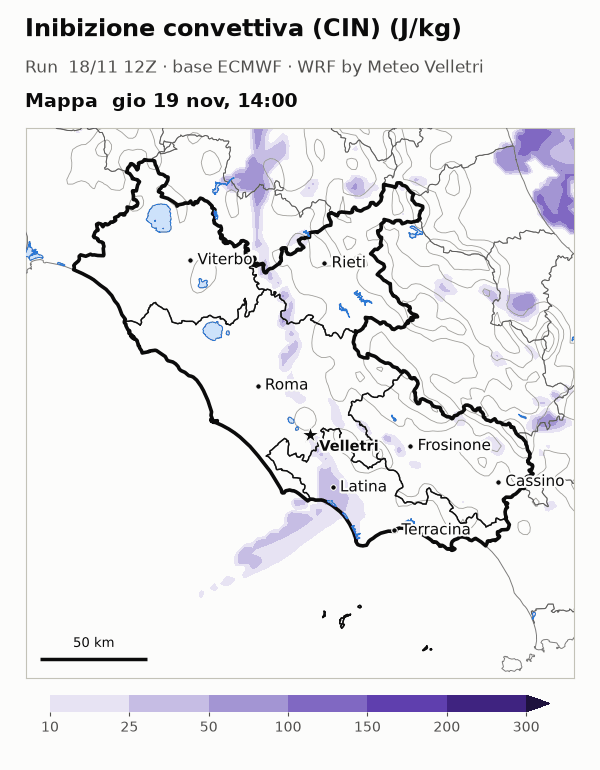 Inibizione convettiva (CIN) (J/kg)
Run  18/11 12Z · base ECMWF · WRF by Meteo Velletri
Mappa  gio 19 nov, 14:00
Viterbo
Rieti
Roma
Velletri
Frosinone
Latina
Cassino
Terracina
50 km
10 25 50 100 150 200 300